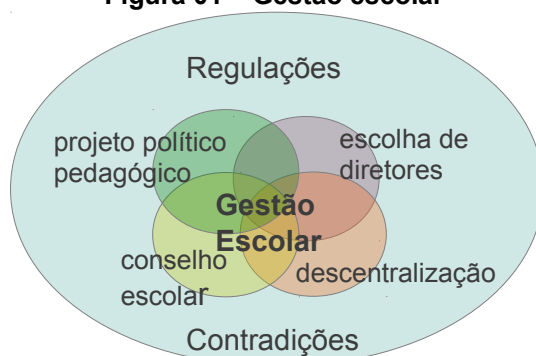 Figura 01 – Gestão escolar
Regulações
projeto político
pedagógico
escolha de
diretores
Gestão
Escolar
conselho
escolar
descentralização
Contradições